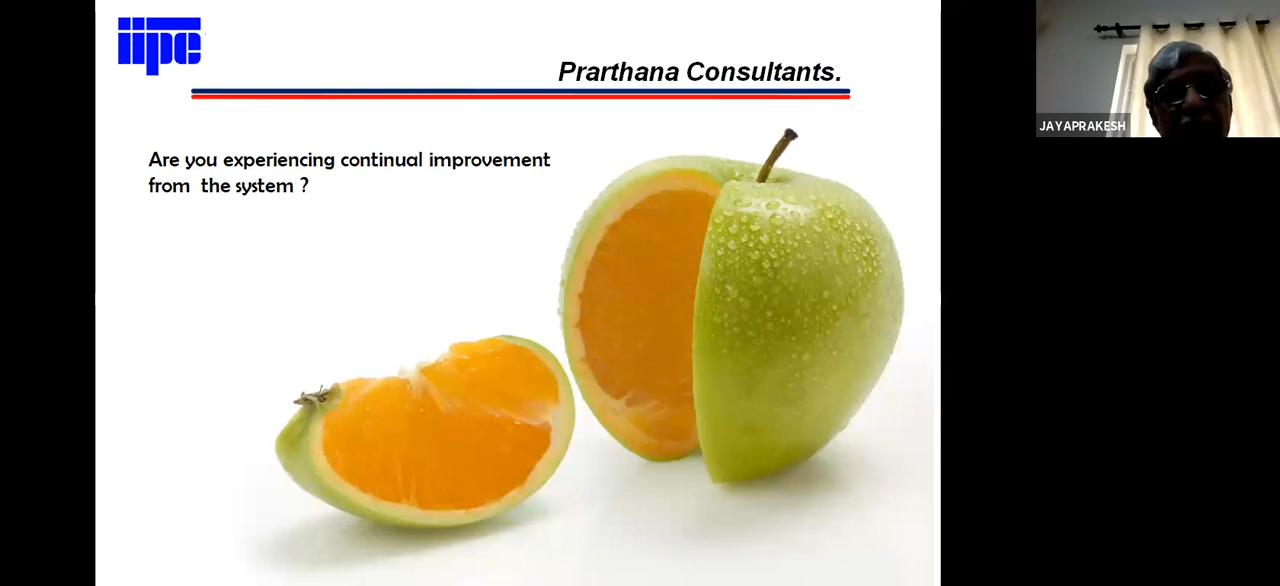 iipe
Prarthana Consultants.
JAYAPRAKESH
Are you experiencing continual improvement
from the system ?